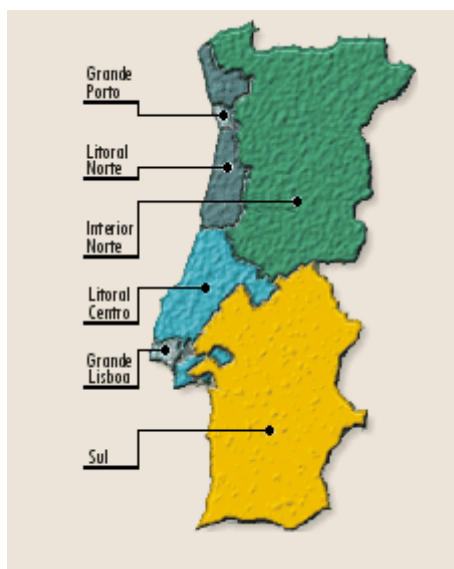 Grande
Porto
Litoral
Norte
Interior
Norte
Litoral
Centro
Grande
Lisboa
Sul